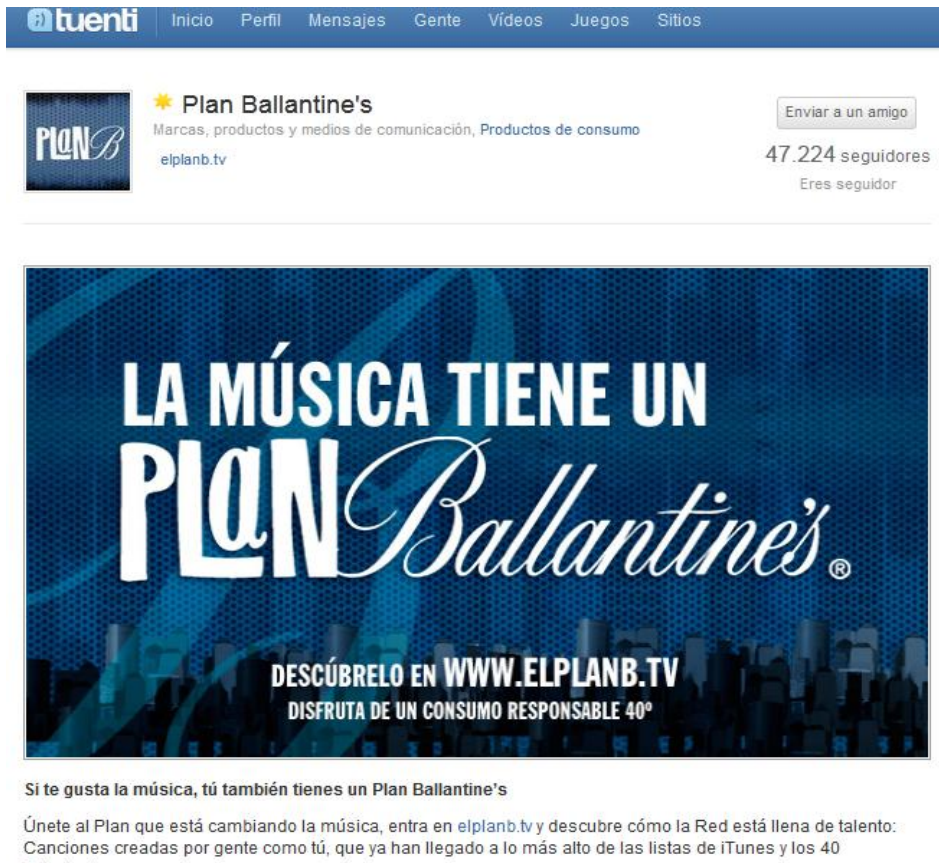 tuenti Inicio Perfil Mensajes Gente Vídeos Juegos Sitios
PLaN B
Plan Ballantine's
Marcas, productos y medios de comunicación, Productos de consumo
elplanb.tv
Enviar a un amigo
47.224 seguidores
Eres seguidor
LA MÚSICA TIENE UN
PLaN Ballantine's®
DESCÚBRELO EN WWW.ELPLANB.TV
DISFRUTA DE UN CONSUMO RESPONSABLE 40º
Si te gusta la música, tú también tienes un Plan Ballantine's
Únete al Plan que está cambiando la música, entra en elplanb.tv y descubre cómo la Red está llena de talento:
Canciones creadas por gente como tú, que ya han llegado a lo más alto de las listas de iTunes y los 40